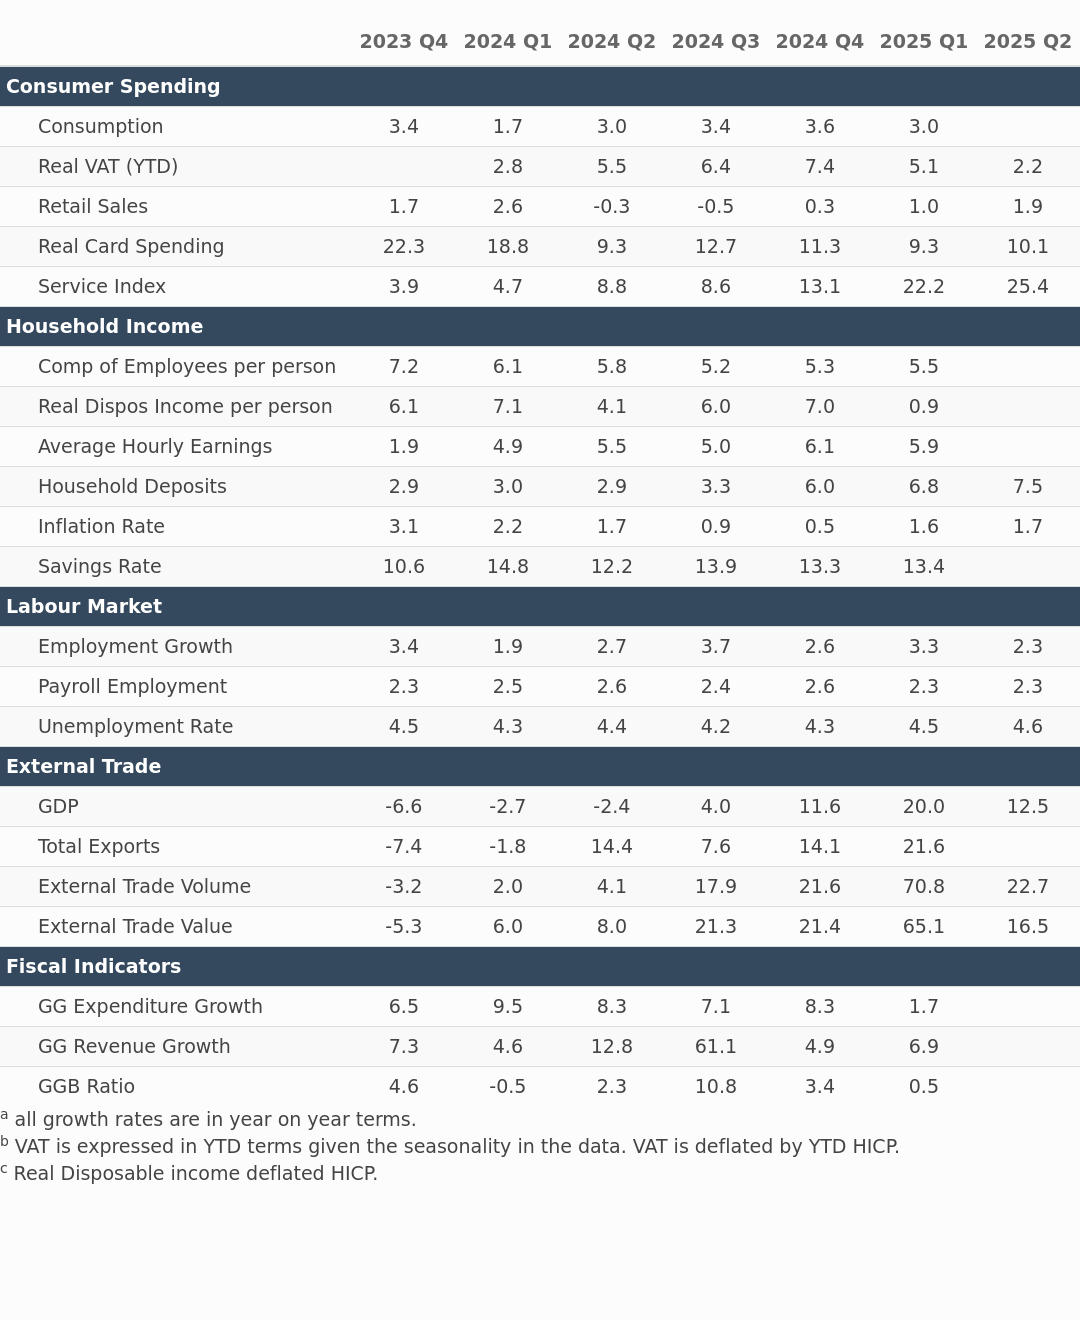 2023 Q4 2024 Q1 2024 Q2 2024 Q3 2024 Q4 2025 Q1 2025 Q2
Consumer Spending
Consumption 3.4 1.7 3.0 3.4 3.6 3.0
Real VAT (YTD) 2.8 5.5 6.4 7.4 5.1 2.2
Retail Sales 1.7 2.6 -0.3 -0.5 0.3 1.0 1.9
Real Card Spending 22.3 18.8 9.3 12.7 11.3 9.3 10.1
Service Index 3.9 4.7 8.8 8.6 13.1 22.2 25.4
Household Income
Comp of Employees per person 7.2 6.1 5.8 5.2 5.3 5.5
Real Dispos Income per person 6.1 7.1 4.1 6.0 7.0 0.9
Average Hourly Earnings 1.9 4.9 5.5 5.0 6.1 5.9
Household Deposits 2.9 3.0 2.9 3.3 6.0 6.8 7.5
Inflation Rate 3.1 2.2 1.7 0.9 0.5 1.6 1.7
Savings Rate 10.6 14.8 12.2 13.9 13.3 13.4
Labour Market
Employment Growth 3.4 1.9 2.7 3.7 2.6 3.3 2.3
Payroll Employment 2.3 2.5 2.6 2.4 2.6 2.3 2.3
Unemployment Rate 4.5 4.3 4.4 4.2 4.3 4.5 4.6
External Trade
GDP -6.6 -2.7 -2.4 4.0 11.6 20.0 12.5
Total Exports -7.4 -1.8 14.4 7.6 14.1 21.6
External Trade Volume -3.2 2.0 4.1 17.9 21.6 70.8 22.7
External Trade Value -5.3 6.0 8.0 21.3 21.4 65.1 16.5
Fiscal Indicators
GG Expenditure Growth 6.5 9.5 8.3 7.1 8.3 1.7
GG Revenue Growth 7.3 4.6 12.8 61.1 4.9 6.9
GGB Ratio 4.6 -0.5 2.3 10.8 3.4 0.5
a all growth rates are in year on year terms.
b VAT is expressed in YTD terms given the seasonality in the data. VAT is deflated by YTD HICP.
c Real Disposable income deflated HICP.